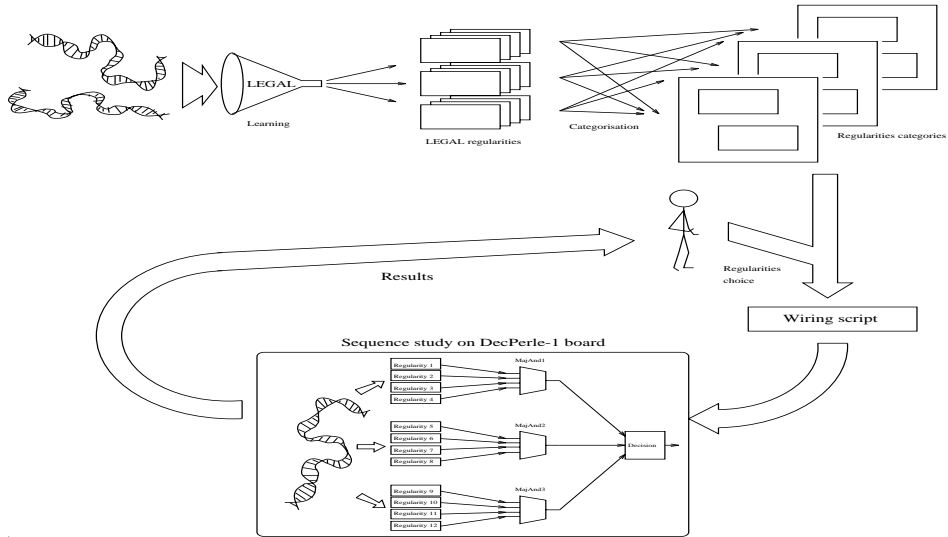 LEGAL
Learning
LEGAL regularities
Categorisation
Regularities categories
Results
Regularities
choice
Wiring script
Sequence study on DecPerle-1 board
Regularity 1
Regularity 2
Regularity 3
Regularity 4
MajAnd1
Regularity 5
Regularity 6
Regularity 7
Regularity 8
MajAnd2
Decision
Regularity 9
Regularity 10
Regularity 11
Regularity 12
MajAnd3